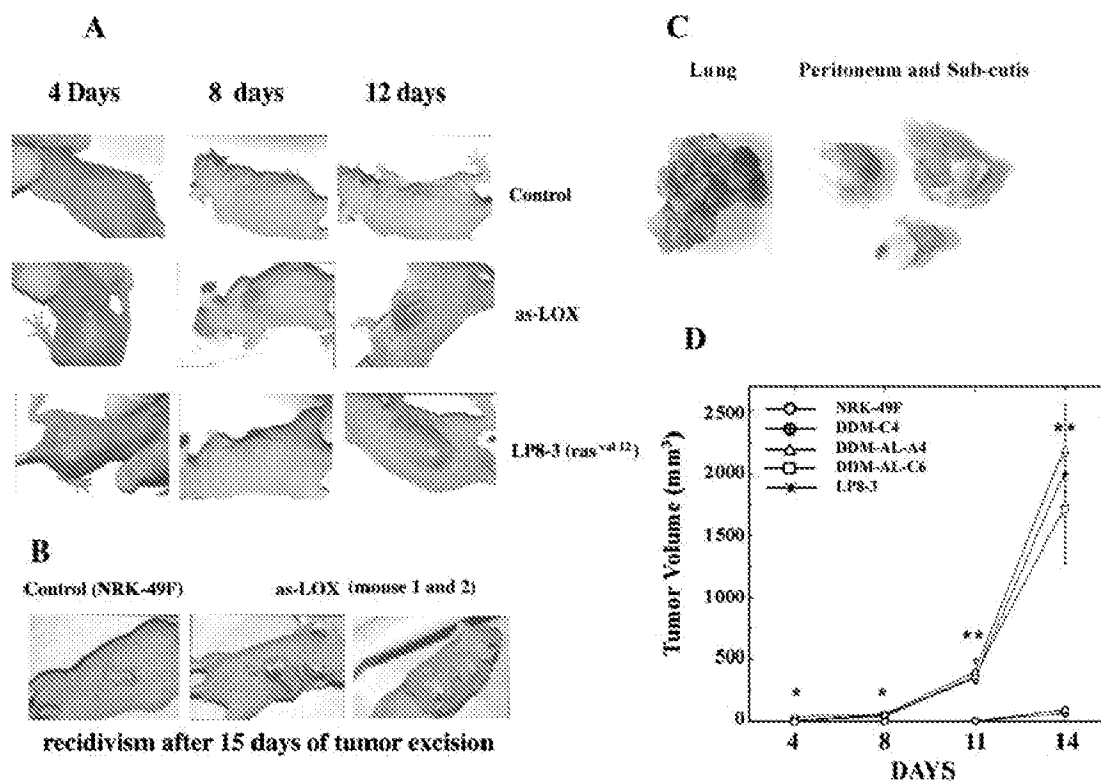 A
4 Days 8 days 12 days
Control
as-LOX
LP8-3 (ras^val 12)
B
Control (NRK-49F) as-LOX (mouse 1 and 2)
recidivism after 15 days of tumor excision
C
Lung Peritoneum and Sub-cutis
D
NRK-49F
DDM-C4
DDM-AL-A4
DDM-AL-C6
LP8-3
Tumor Volume (mm³)
2500
2000
1500
1000
500
0
* * ** **
4 8 11 14
DAYS